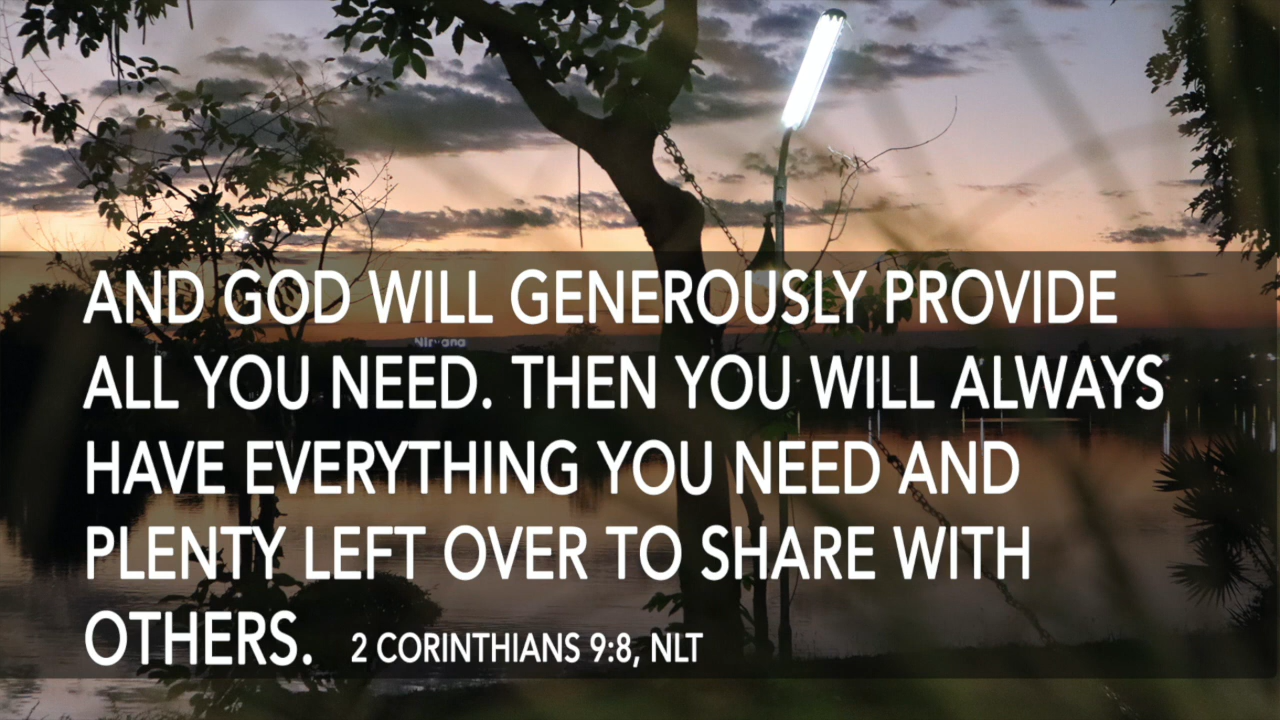 Nirvana
AND GOD WILL GENEROUSLY PROVIDE
ALL YOU NEED. THEN YOU WILL ALWAYS
HAVE EVERYTHING YOU NEED AND
PLENTY LEFT OVER TO SHARE WITH
OTHERS. 2 CORINTHIANS 9:8, NLT